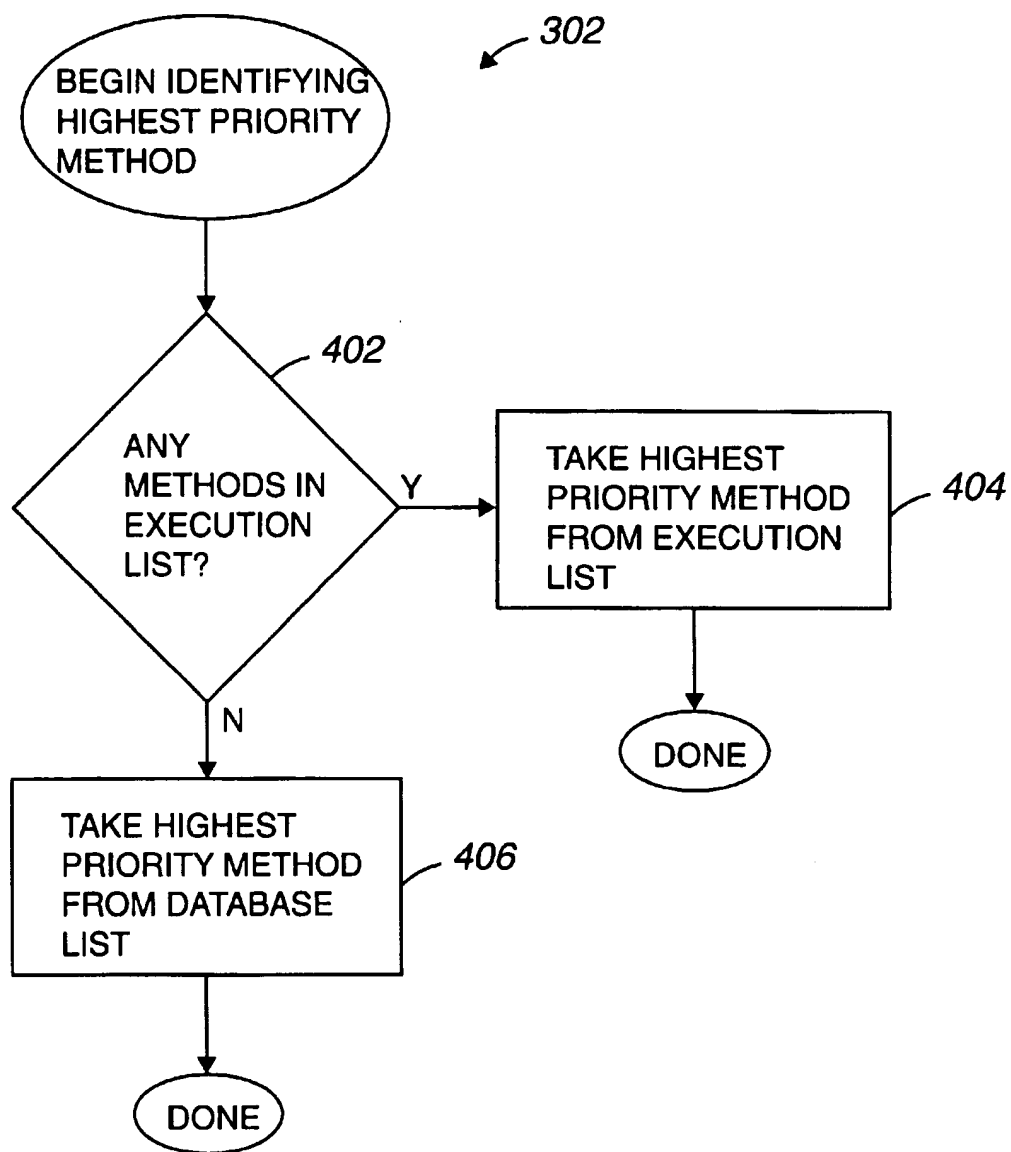 302
BEGIN IDENTIFYING
HIGHEST PRIORITY
METHOD
402
ANY
METHODS IN
EXECUTION
LIST?
Y
TAKE HIGHEST
PRIORITY METHOD
FROM EXECUTION
LIST
404
DONE
N
TAKE HIGHEST
PRIORITY METHOD
FROM DATABASE
LIST
406
DONE